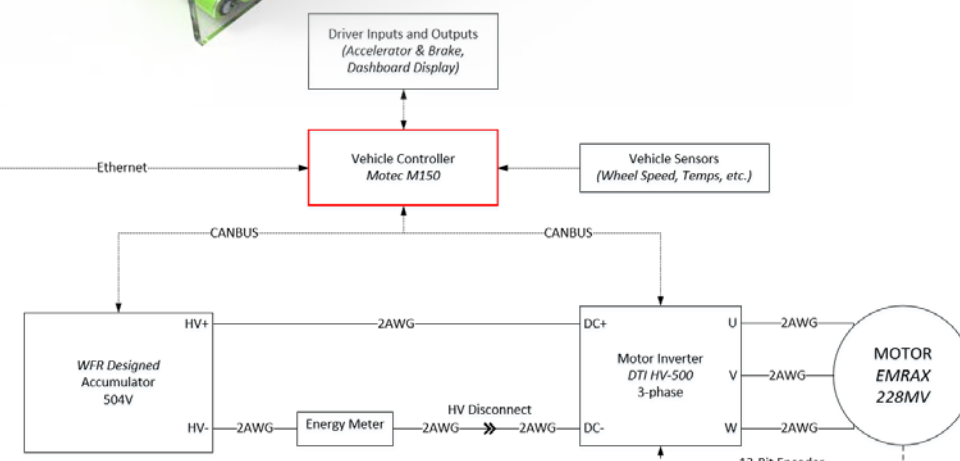 Driver Inputs and Outputs
(Accelerator & Brake,
Dashboard Display)
Ethernet
Vehicle Controller
Motec M150
Vehicle Sensors
(Wheel Speed, Temps, etc.)
CANBUS
CANBUS
HV+
2AWG
DC+
U
2AWG
WFR Designed
Accumulator
504V
Motor Inverter
DTI HV-500
3-phase
V
2AWG
MOTOR
EMRAX
228MV
HV-
2AWG
Energy Meter
HV Disconnect
2AWG
2AWG
DC-
W
2AWG